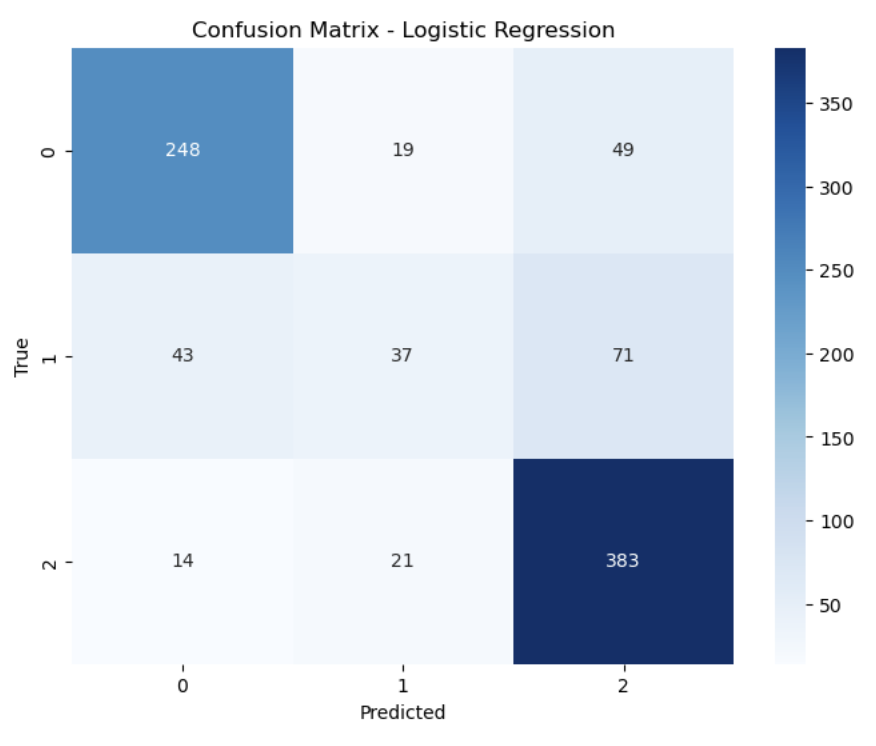 Confusion Matrix - Logistic Regression
0 248 19 49
1 43 37 71
2 14 21 383
0 1 2
True
Predicted
350
300
250
200
150
100
50